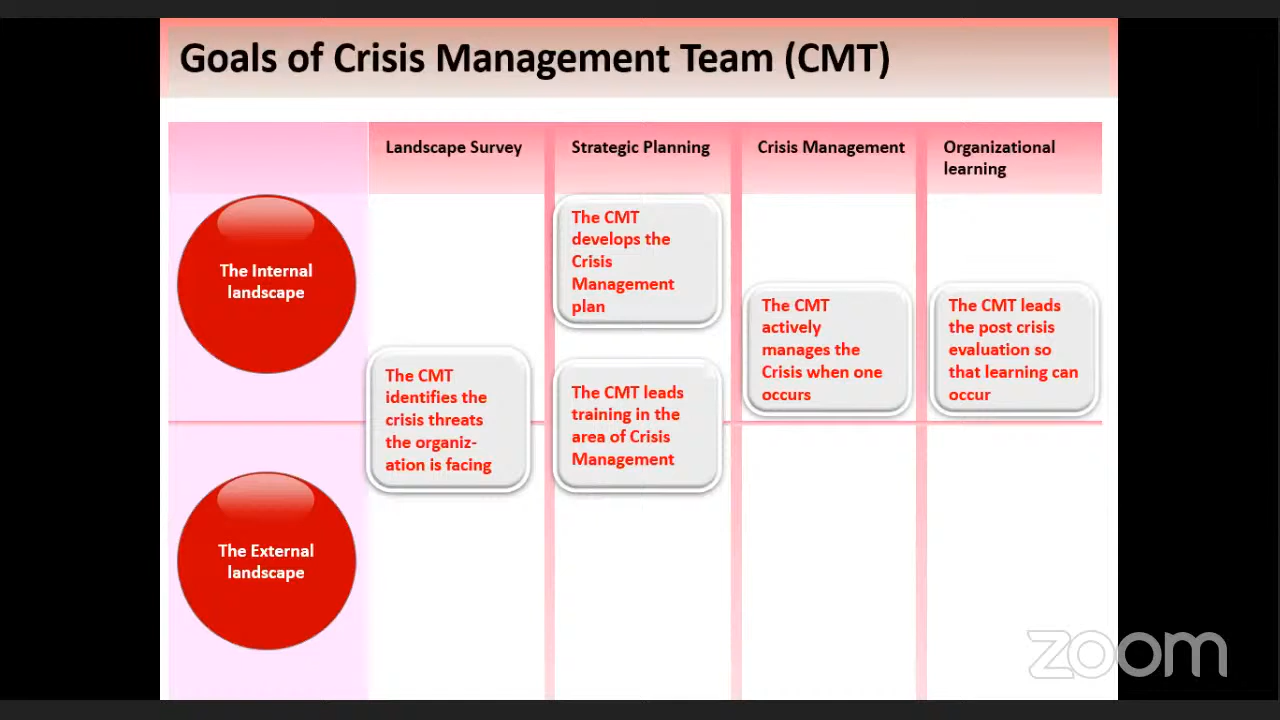 Goals of Crisis Management Team (CMT)
Landscape Survey
Strategic Planning
Crisis Management
Organizational
learning
The Internal
landscape
The CMT
develops the
Crisis
Management
plan
The CMT
identifies the
crisis threats
the organiz-
ation is facing
The CMT leads
training in the
area of Crisis
Management
The CMT
actively
manages the
Crisis when one
occurs
The CMT leads
the post crisis
evaluation so
that learning can
occur
The External
landscape
zoom